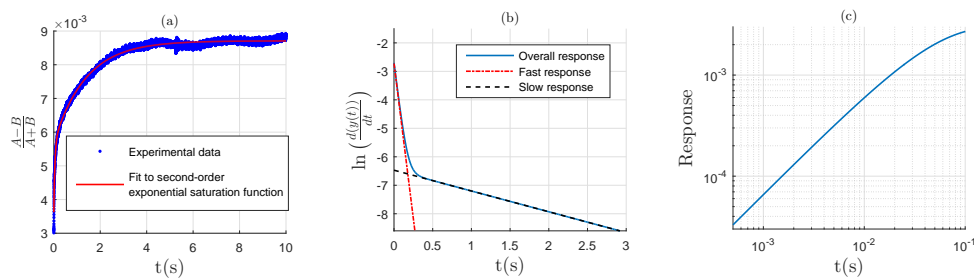 (a)
×10⁻³
9
8
7
6
5
4
3
0 2 4 6 8 10
t(s)
A−B
A+B
Experimental data
Fit to second-order
exponential saturation function
(b)
-2
-3
-4
-5
-6
-7
-8
0 0.5 1 1.5 2 2.5 3
t(s)
ln (d(y(t))/dt)
Overall response
Fast response
Slow response
(c)
10⁻³
10⁻⁴
10⁻³ 10⁻² 10⁻¹
t(s)
Response